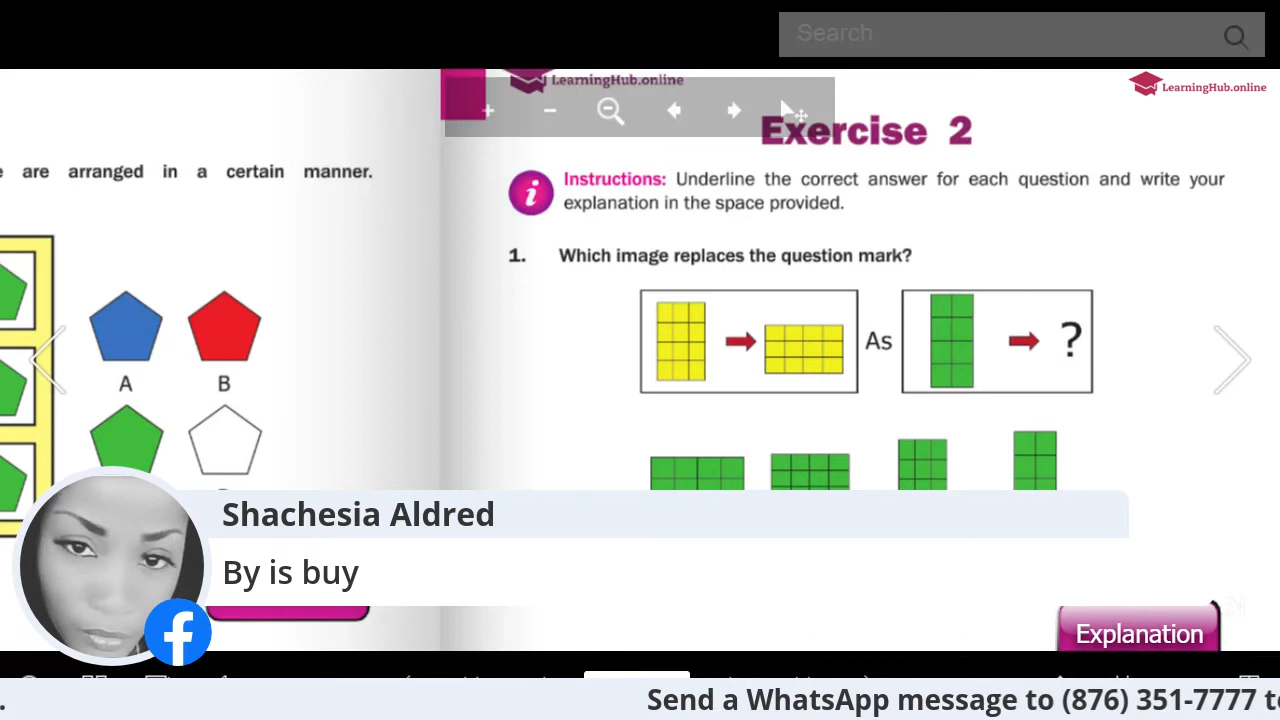 Search
LearningHub.online
LearningHub.online
Exercise 2
are arranged in a certain manner.
i
Instructions: Underline the correct answer for each question and write your
explanation in the space provided.
1. Which image replaces the question mark?
As
?
A
B
Shachesia Aldred
By is buy
f
Explanation
Send a WhatsApp message to (876) 351-7777